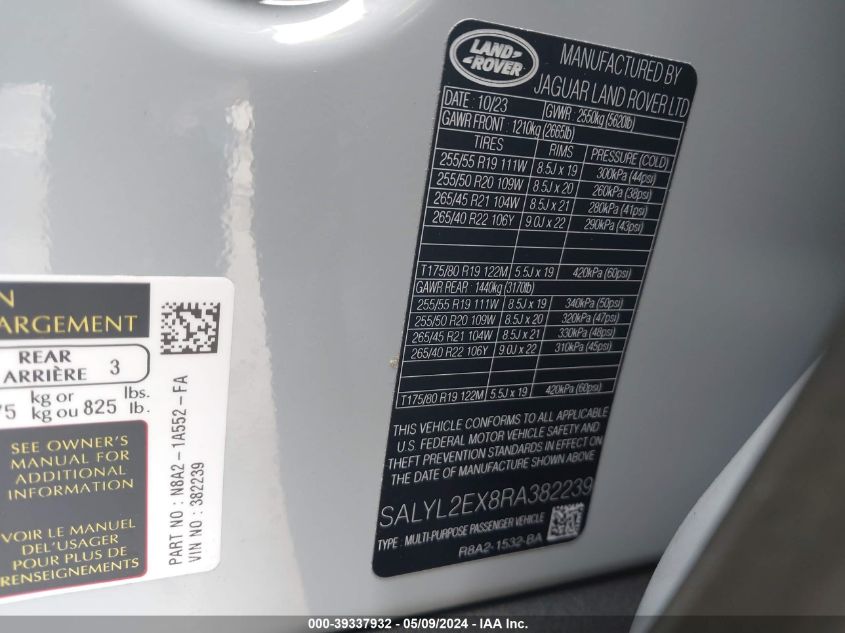 LAND
ROVER
MANUFACTURED BY
JAGUAR LAND ROVER LTD
DATE : 10/23 GVWR : 2550kg (5620lb)
GAWR FRONT : 1210kg (2665lb)
TIRES RIMS PRESSURE (COLD)
255/55 R19 111W 8.5J x 19 300kPa (44psi)
255/50 R20 109W 8.5J x 20 260kPa (38psi)
265/45 R21 104W 8.5J x 21 280kPa (41psi)
265/40 R22 106Y 9.0J x 22 290kPa (43psi)
T175/80 R19 122M 5.5J x 19 420kPa (60psi)
GAWR REAR : 1440kg (3170lb)
255/55 R19 111W 8.5J x 19 340kPa (50psi)
255/50 R20 109W 8.5J x 20 320kPa (47psi)
265/45 R21 104W 8.5J x 21 330kPa (48psi)
265/40 R22 106Y 9.0J x 22 310kPa (45psi)
T175/80 R19 122M 5.5J x 19 420kPa (60psi)
THIS VEHICLE CONFORMS TO ALL APPLICABLE
U.S. FEDERAL MOTOR VEHICLE SAFETY AND
THEFT PREVENTION STANDARDS IN EFFECT ON
THE DATE OF MANUFACTURE SHOWN ABOVE
SALYL2EX8RA382239
TYPE : MULTI-PURPOSE PASSENGER VEHICLE
R8A2-1532-BA
N
ARGEMENT
REAR
ARRIÈRE 3
75 kg or lbs.
kg ou 825 lb.
SEE OWNER'S
MANUAL FOR
ADDITIONAL
INFORMATION
VOIR LE MANUEL
DEL'USAGER
POUR PLUS DE
RENSEIGNEMENTS
PART NO : N8A2 -1A552 -FA
VIN NO : 382239
000-39337932 - 05/09/2024 - IAA Inc.